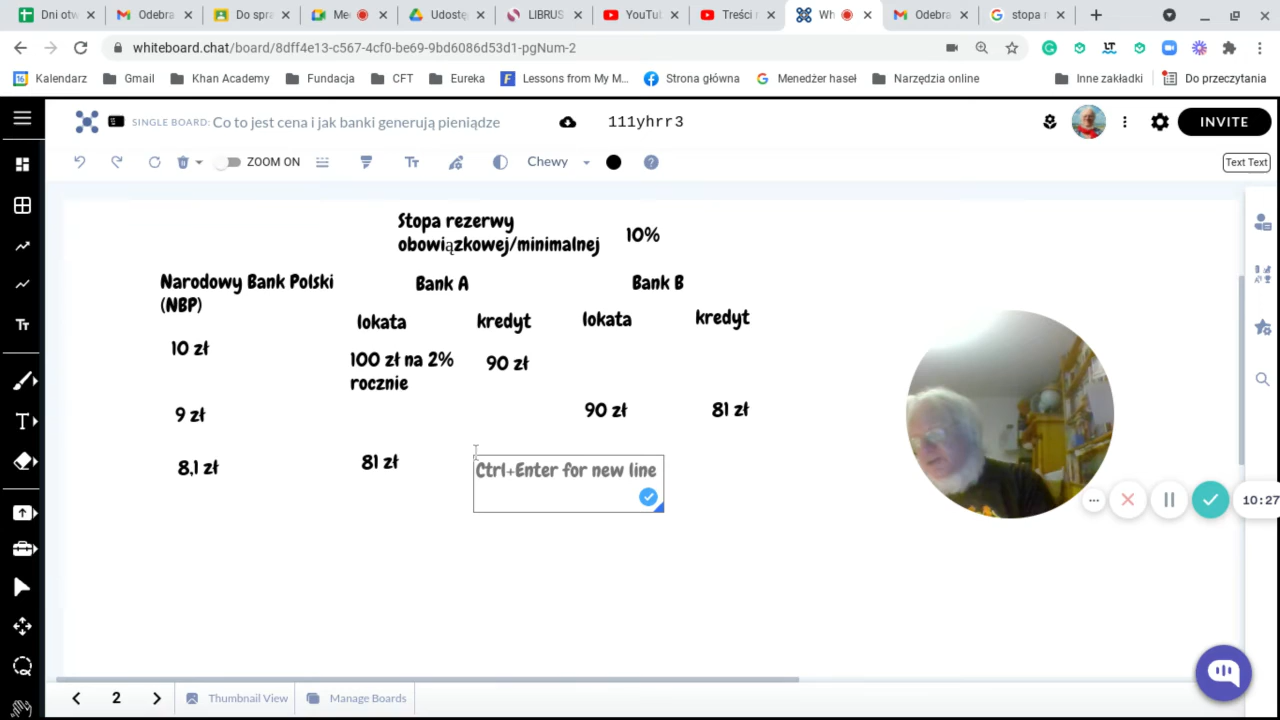 Dni otw
Odebra
Do spra
Mee
Udostę
LIBRUS
YouTu
Treści r
Wh
Odebra
stopa r
whiteboard.chat/board/8dff4e13-c567-4cf0-be69-9bd6086d53d1-pgNum-2
Kalendarz
Gmail
Khan Academy
Fundacja
CFT
Eureka
Lessons from My M...
Strona główna
Menedżer haseł
Narzędzia online
Inne zakładki
Do przeczytania
SINGLE BOARD: Co to jest cena i jak banki generują pieniądze
111yhrr3
INVITE
ZOOM ON
Chewy
Text Text
Stopa rezerwy
obowiązkowej/minimalnej
10%
Narodowy Bank Polski
(NBP)
Bank A
Bank B
lokata
kredyt
lokata
kredyt
10 zł
100 zł na 2%
rocznie
90 zł
9 zł
90 zł
81 zł
8,1 zł
81 zł
Ctrl+Enter for new line
10:27
2
Thumbnail View
Manage Boards